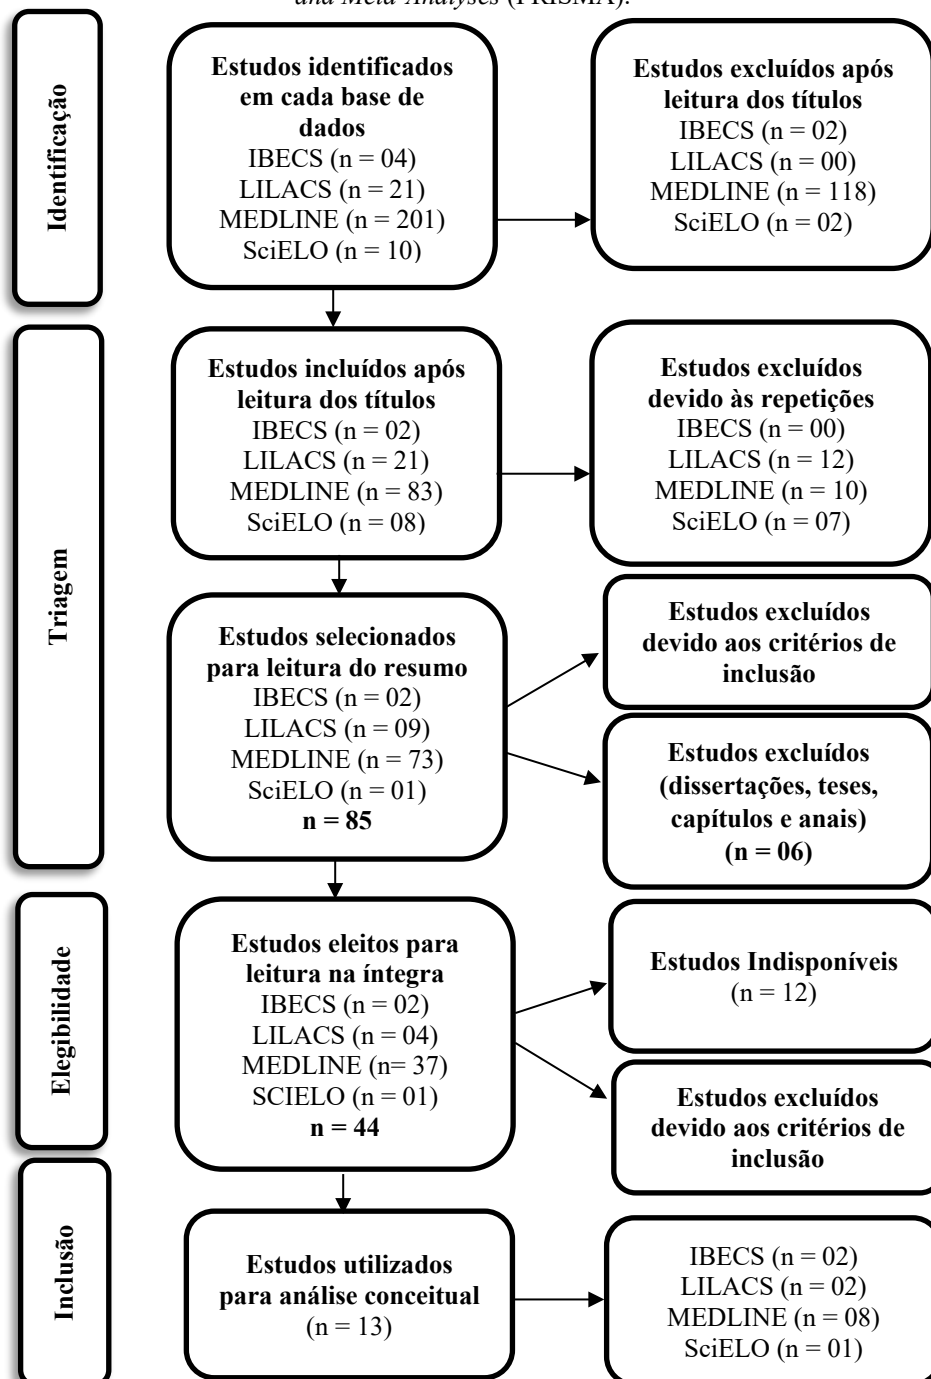 and Meta-Analyses (PRISMA).
Identificação
Estudos identificados
em cada base de
dados
IBECS (n = 04)
LILACS (n = 21)
MEDLINE (n = 201)
SciELO (n = 10)
Estudos excluídos após
leitura dos títulos
IBECS (n = 02)
LILACS (n = 00)
MEDLINE (n = 118)
SciELO (n = 02)
Triagem
Estudos incluídos após
leitura dos títulos
IBECS (n = 02)
LILACS (n = 21)
MEDLINE (n = 83)
SciELO (n = 08)
Estudos excluídos
devido às repetições
IBECS (n = 00)
LILACS (n = 12)
MEDLINE (n = 10)
SciELO (n = 07)
Estudos selecionados
para leitura do resumo
IBECS (n = 02)
LILACS (n = 09)
MEDLINE (n = 73)
SciELO (n = 01)
n = 85
Estudos excluídos
devido aos critérios de
inclusão
Estudos excluídos
(dissertações, teses,
capítulos e anais)
(n = 06)
Elegibilidade
Estudos eleitos para
leitura na íntegra
IBECS (n = 02)
LILACS (n = 04)
MEDLINE (n= 37)
SCIELO (n = 01)
n = 44
Estudos Indisponíveis
(n = 12)
Estudos excluídos
devido aos critérios de
inclusão
Inclusão
Estudos utilizados
para análise conceitual
(n = 13)
IBECS (n = 02)
LILACS (n = 02)
MEDLINE (n = 08)
SciELO (n = 01)